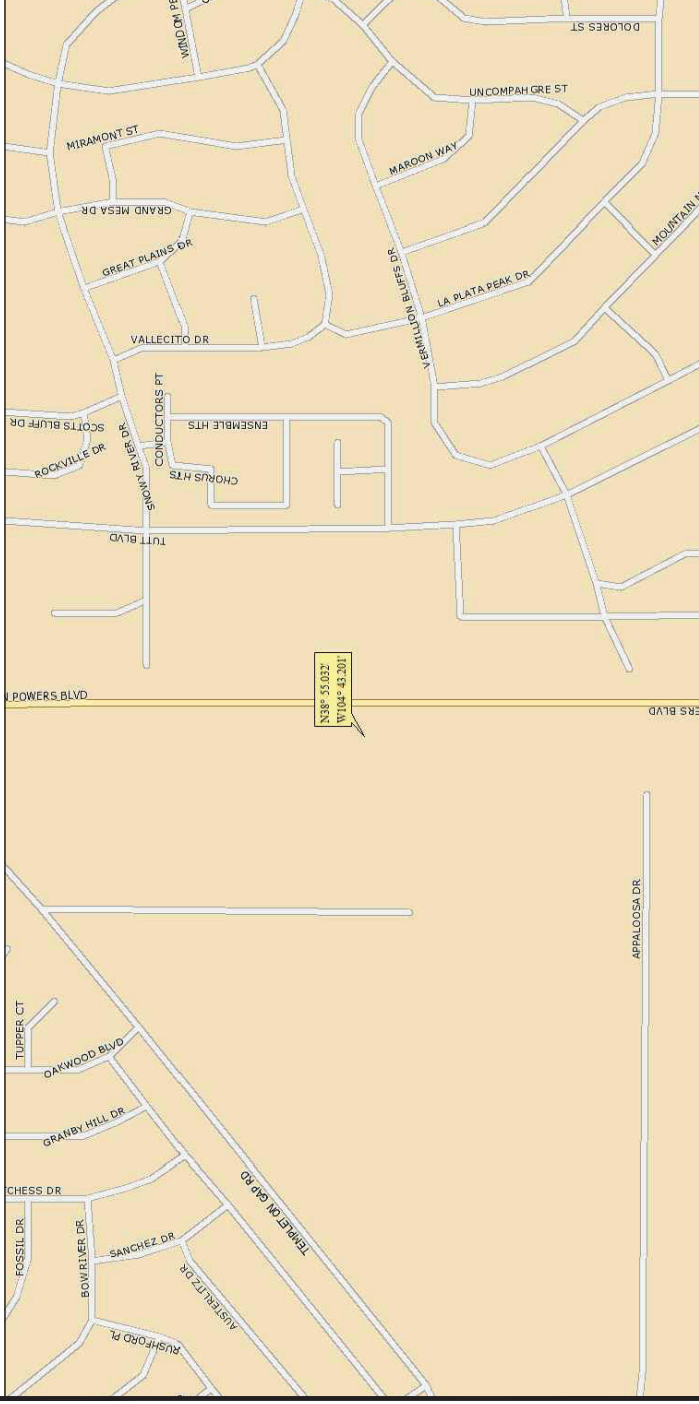 DOLORES ST
UNCOMPAHGRE ST
MIRAMONT ST
MAROON WAY
GRAND MESA DR
MOUNTAIN
GREAT PLAINS DR
VERMILLION BLUFFS DR
LA PLATA PEAK DR
VALLECITO DR
CONDUCTORS PT
SCOTTS BLUFF DR
SNOWY RIVER DR
ENSEMBLE HTS
ROCKVILLE DR
CHORUS HTS
TUTT BLVD
N38° 55.032'
W104° 43.201'
N POWERS BLVD
ERS BLVD
APPALOOSA DR
TUPPER CT
OAKWOOD BLVD
GRANBY HILL DR
TCHESS DR
TEMPLETON GAP RD
FOSSIL DR
BOW RIVER DR
SANCHEZ DR
AUSTERLITZ DR
RUSHFORD PL